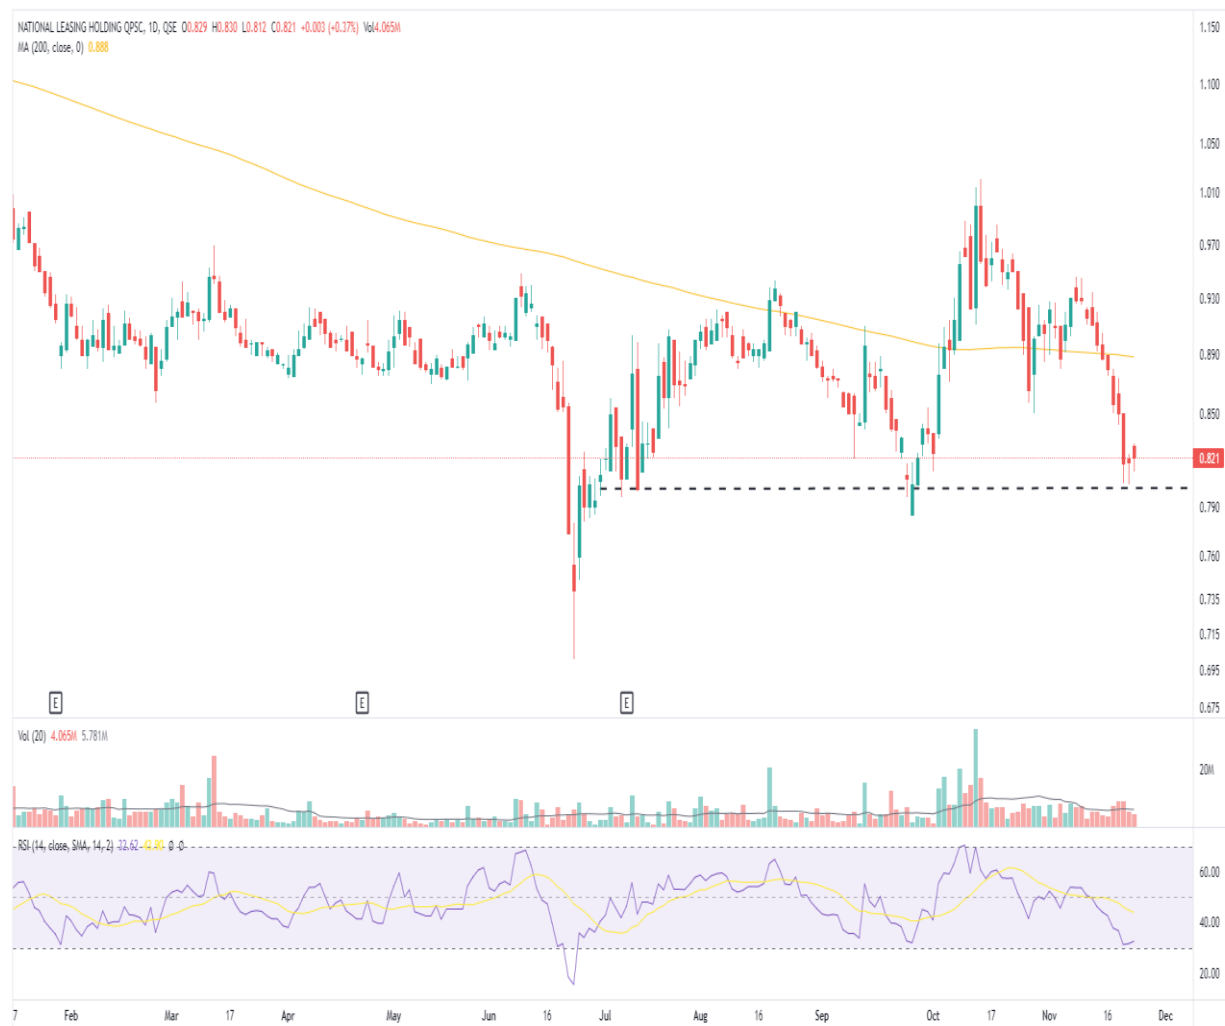 NATIONAL LEASING HOLDING QPSC, 1D, QSE O0.829 H0.830 L0.812 C0.821 +0.003 (+0.37%) Vol4.065M
MA (200, close, 0) 0.888
1.150
1.100
1.050
1.010
0.970
0.930
0.890
0.850
0.821
0.790
0.760
0.735
0.715
0.695
0.675
E E E
Vol (20) 4.065M 5.781M
20M
RSI (14, close, SMA, 14, 2) 32.62 43.90 Ø Ø
60.00
40.00
20.00
7 Feb Mar 17 Apr May Jun 16 Jul Aug 16 Sep Oct 17 Nov 16 Dec